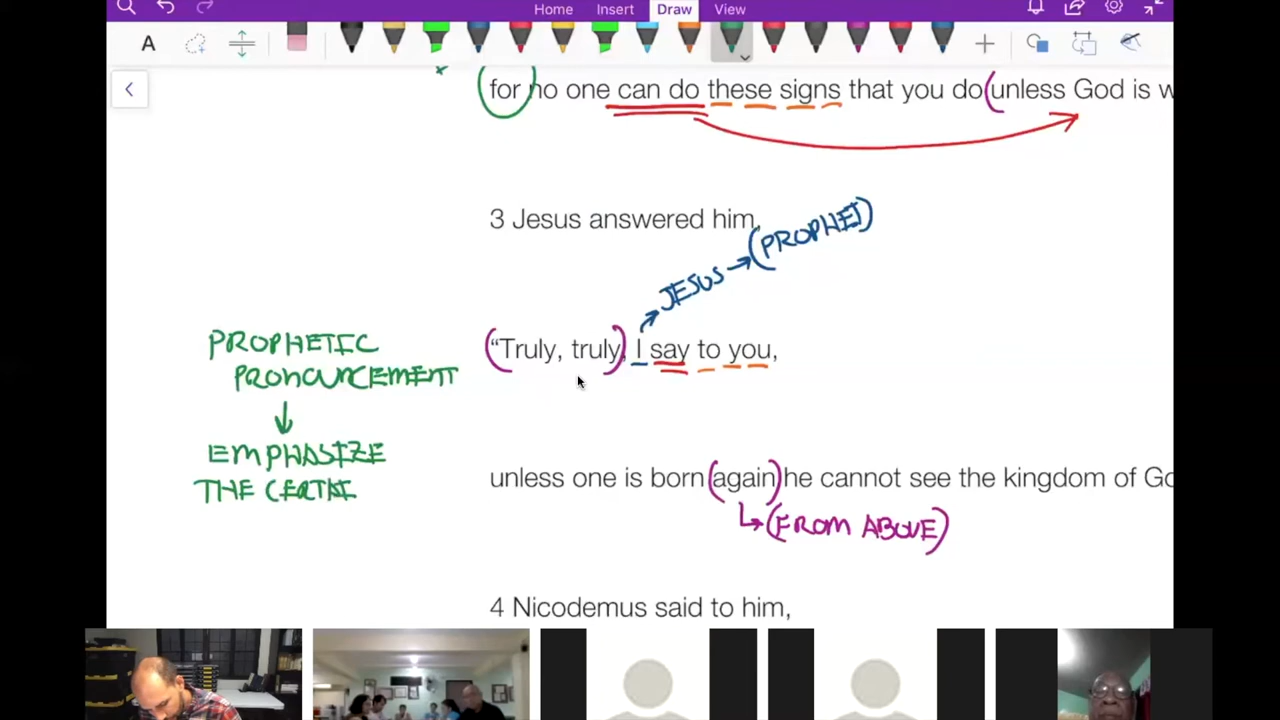 Home Insert Draw View
A
for no one can do these signs that you do (unless God is w
3 Jesus answered him,
JESUS → (PROPHET)
PROPHETIC
PRONOUNCEMENT
"Truly, truly, I say to you,
EMPHASIZE
THE CERTAI
unless one is born (again) he cannot see the kingdom of Go
(FROM ABOVE)
4 Nicodemus said to him,